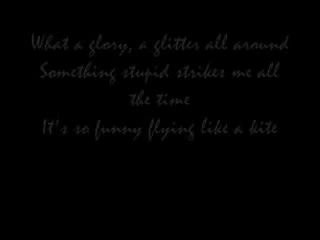 What a glory, a glitter all around
Something stupid strikes me all
the time
It's so funny flying like a kite